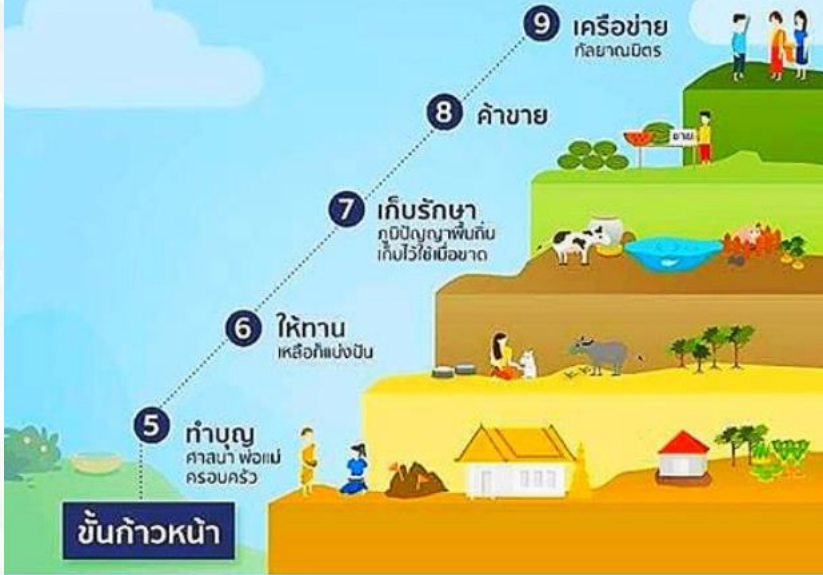 9 เครือข่าย
กัลยาณมิตร
8 ค้าขาย
ขาย
7 เก็บรักษา
ภูมิปัญญาพื้นถิ่น
เก็บไว้ใช้เมื่อขาด
6 ให้ทาน
เหลือก็แบ่งปัน
5 ทำบุญ
ศาสนา พ่อแม่
ครอบครัว
ขั้นก้าวหน้า